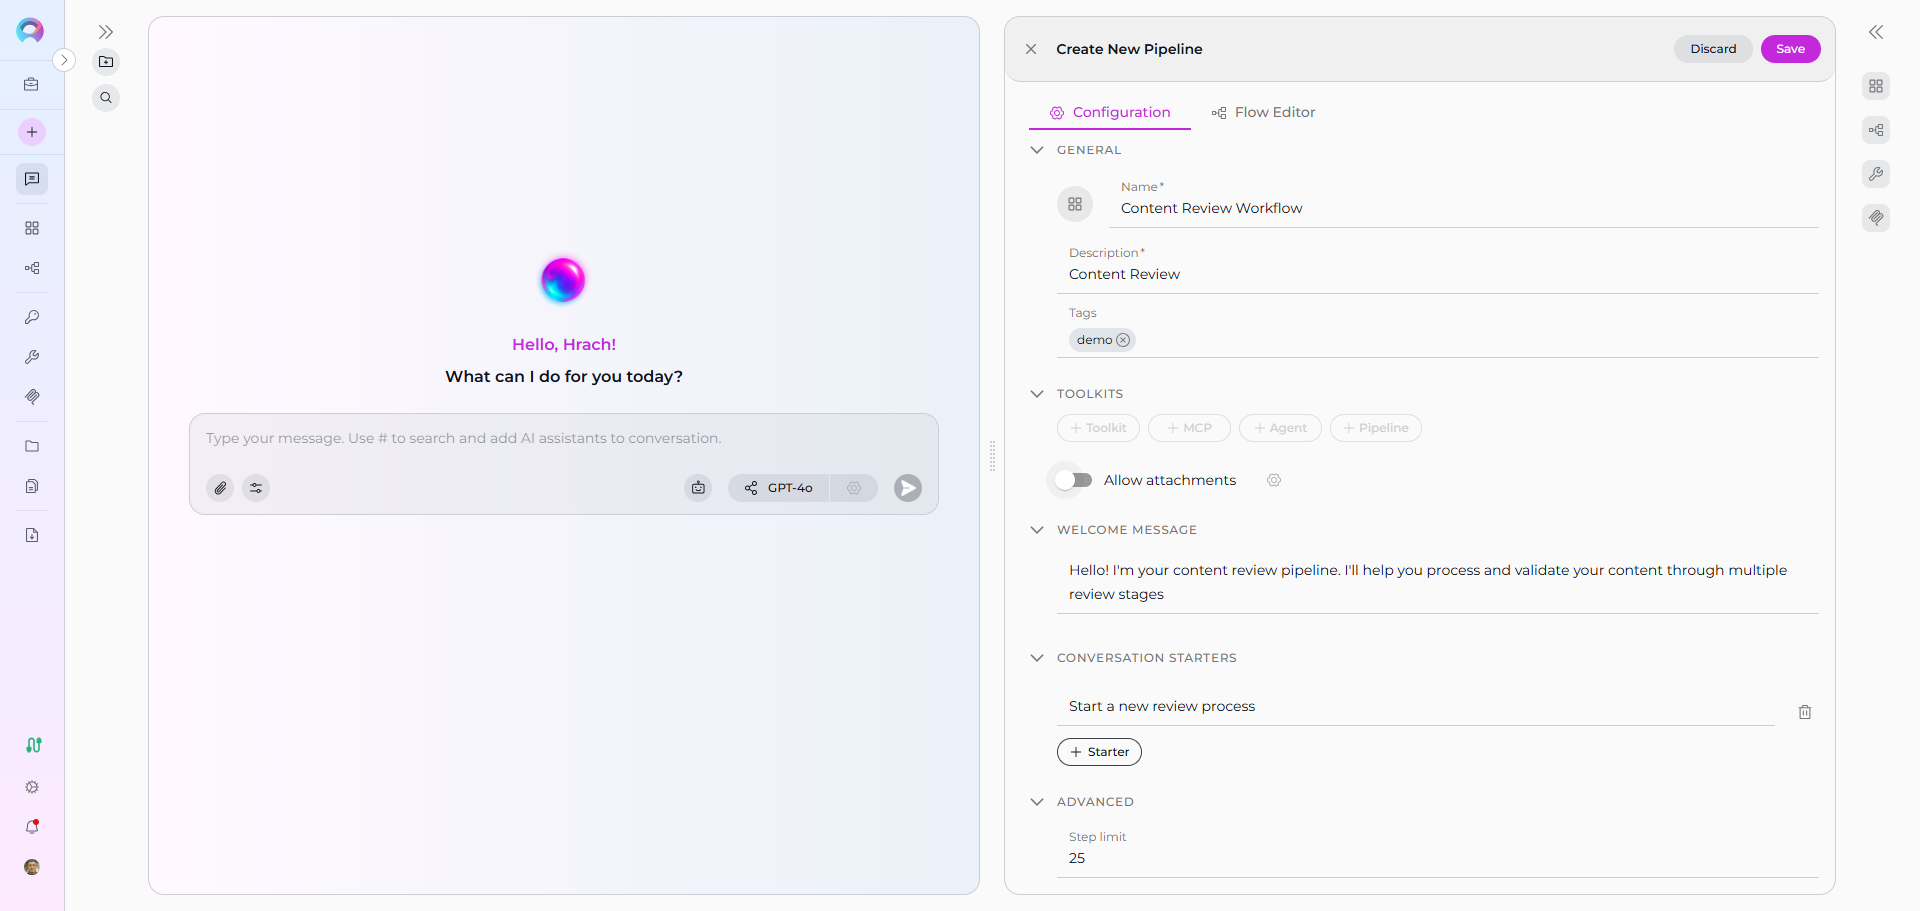 Hello, Hrach!
What can I do for you today?
Type your message. Use # to search and add AI assistants to conversation.
GPT-4o
Create New Pipeline
Discard
Save
Configuration
Flow Editor
GENERAL
Name*
Content Review Workflow
Description*
Content Review
Tags
demo
TOOLKITS
+ Toolkit
+ MCP
+ Agent
+ Pipeline
Allow attachments
WELCOME MESSAGE
Hello! I'm your content review pipeline. I'll help you process and validate your content through multiple
review stages
CONVERSATION STARTERS
Start a new review process
+ Starter
ADVANCED
Step limit
25